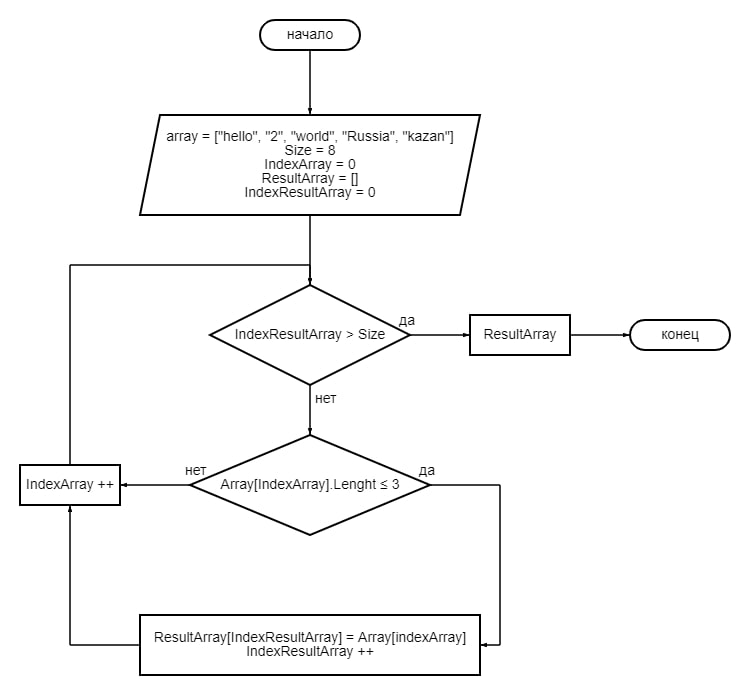 начало
array = ["hello", "2", "world", "Russia", "kazan"]
Size = 8
IndexArray = 0
ResultArray = []
IndexResultArray = 0
IndexResultArray > Size
да
ResultArray
конец
нет
нет
Array[IndexArray].Lenght ≤ 3
да
IndexArray ++
ResultArray[IndexResultArray] = Array[indexArray]
IndexResultArray ++